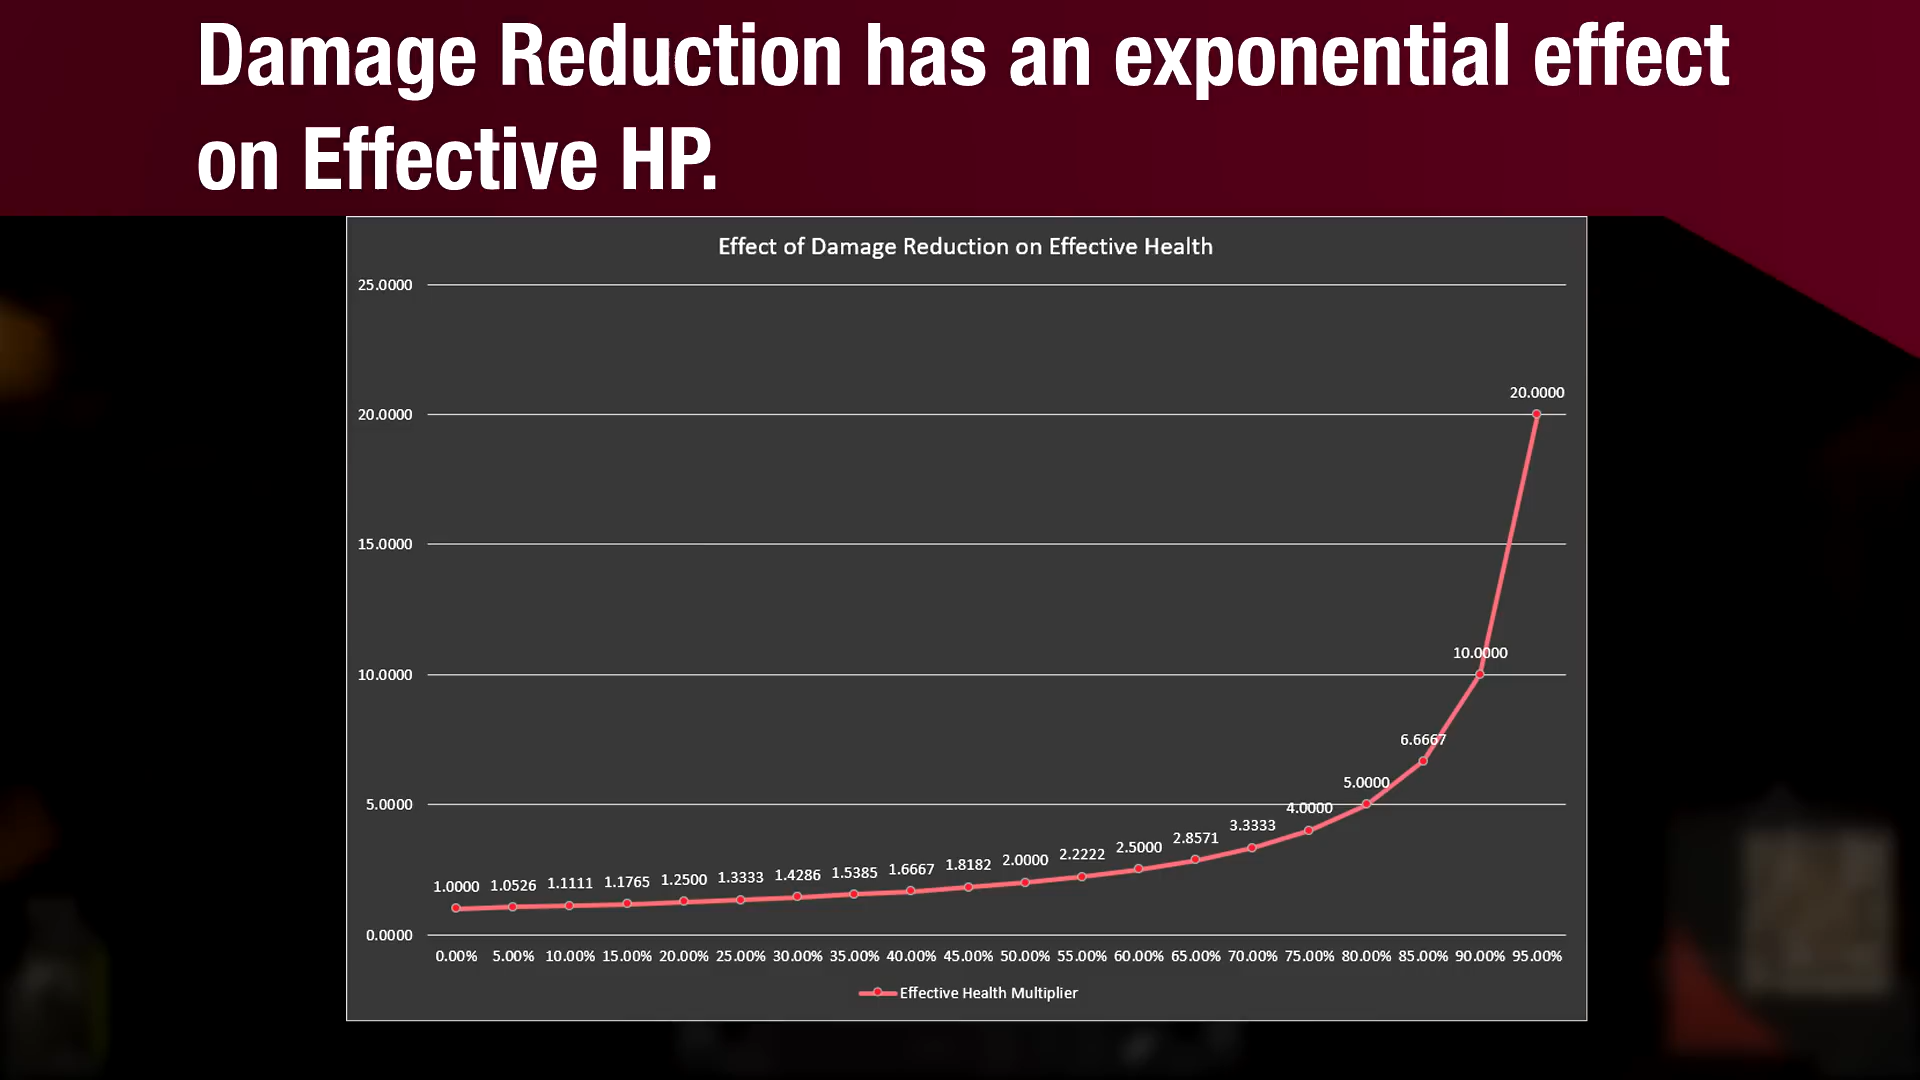 Damage Reduction has an exponential effect
on Effective HP.
Effect of Damage Reduction on Effective Health
25.0000
20.0000
15.0000
10.0000
5.0000
0.0000
1.0000 1.0526 1.1111 1.1765 1.2500 1.3333 1.4286 1.5385 1.6667 1.8182 2.0000 2.2222 2.5000 2.8571 3.3333 4.0000 5.0000 6.6667 10.0000 20.0000
0.00% 5.00% 10.00% 15.00% 20.00% 25.00% 30.00% 35.00% 40.00% 45.00% 50.00% 55.00% 60.00% 65.00% 70.00% 75.00% 80.00% 85.00% 90.00% 95.00%
Effective Health Multiplier